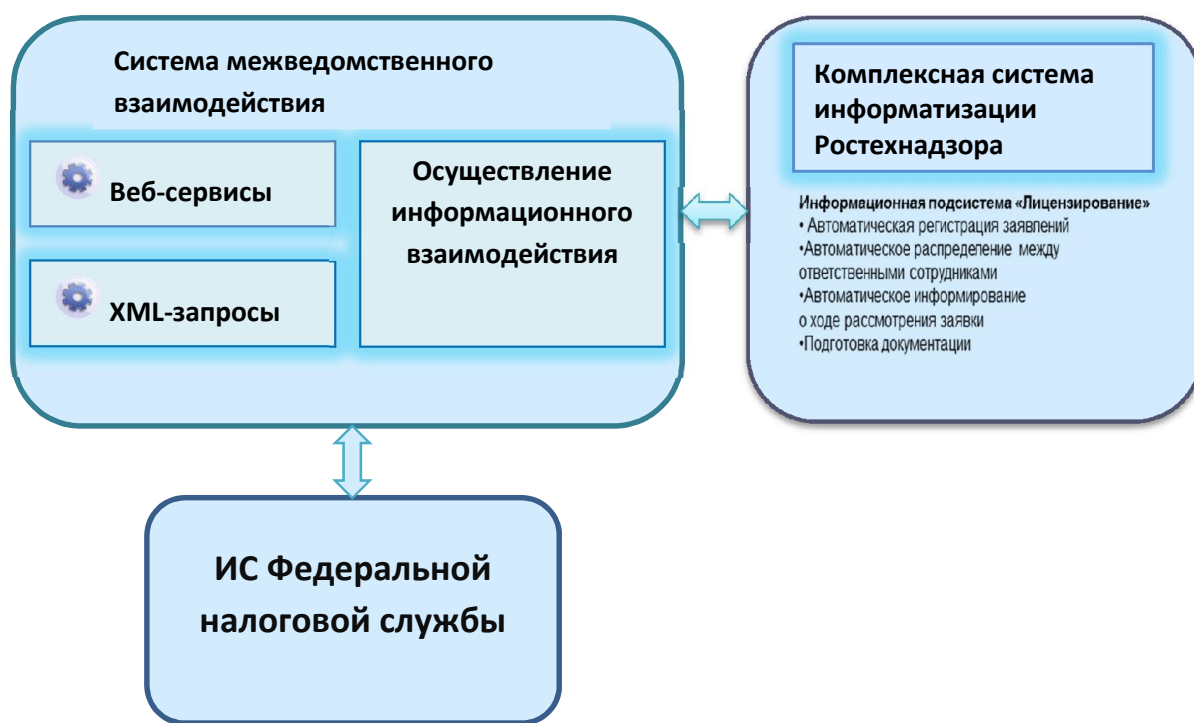 Система межведомственного
взаимодействия
Веб-сервисы
XML-запросы
Осуществление
информационного
взаимодействия
Комплексная система
информатизации
Ростехнадзора
Информационная подсистема «Лицензирование»
• Автоматическая регистрация заявлений
•Автоматическое распределение между
ответственными сотрудниками
•Автоматическое информирование
о ходе рассмотрения заявки
•Подготовка документации
ИС Федеральной
налоговой службы